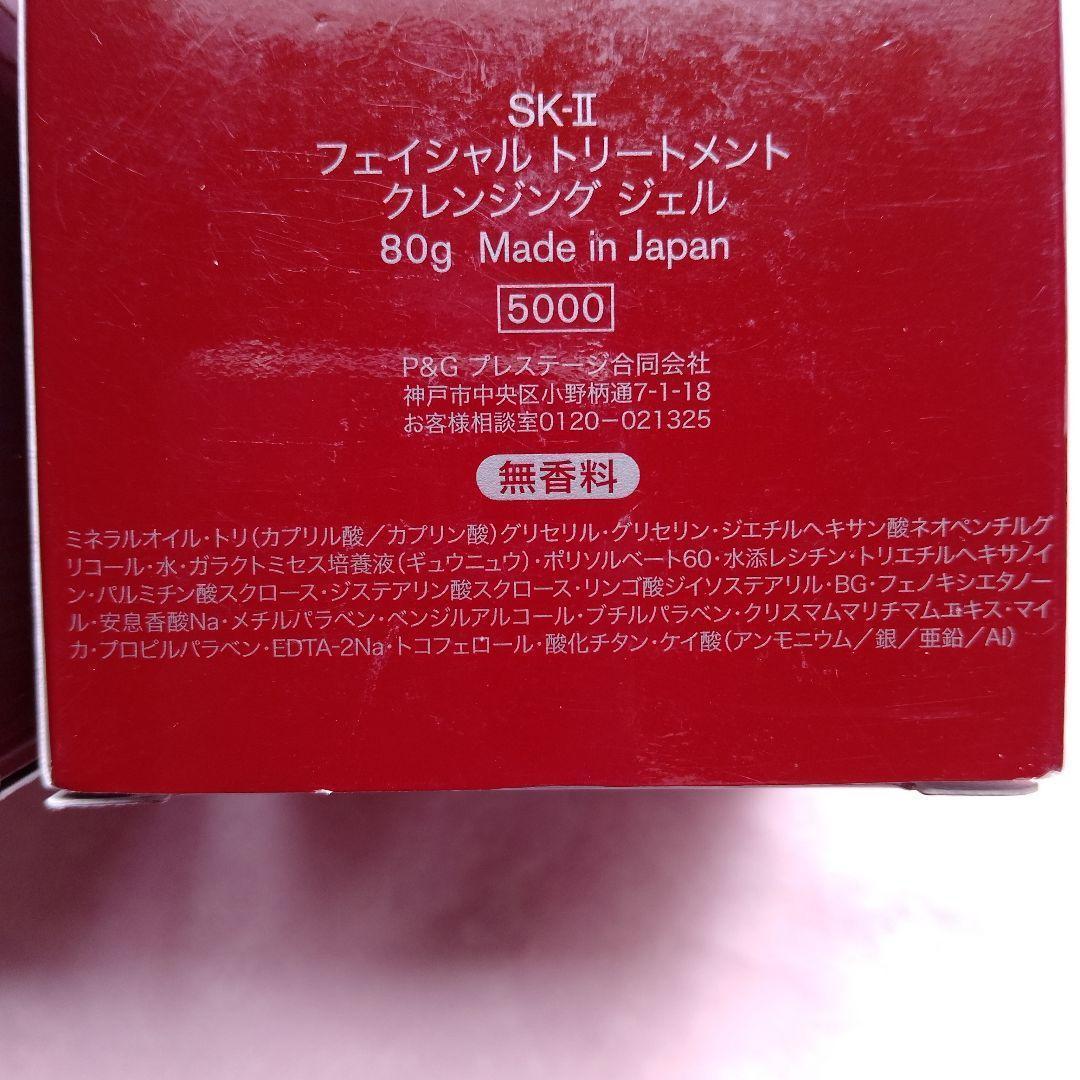 SK-II
フェイシャル トリートメント
クレンジング ジェル
80g Made in Japan
5000
P&G プレステージ合同会社
神戸市中央区小野柄通7-1-18
お客様相談室0120-021325
無香料
ミネラルオイル・トリ(カプリル酸／カプリン酸)グリセリル・グリセリン・ジエチルヘキサン酸ネオペンチルグ
リコール・水・ガラクトミセス培養液(ギュウニュウ)・ポリソルベート60・水添レシチン・トリエチルヘキサノイ
ン・パルミチン酸スクロース・ジステアリン酸スクロース・リンゴ酸ジイソステアリル・BG・フェノキシエタノー
ル・安息香酸Na・メチルパラベン・ベンジルアルコール・ブチルパラベン・クリスマムマリチマムエキス・マイ
カ・プロピルパラベン・EDTA-2Na・トコフェロール・酸化チタン・ケイ酸(アンモニウム／銀／亜鉛／Al)